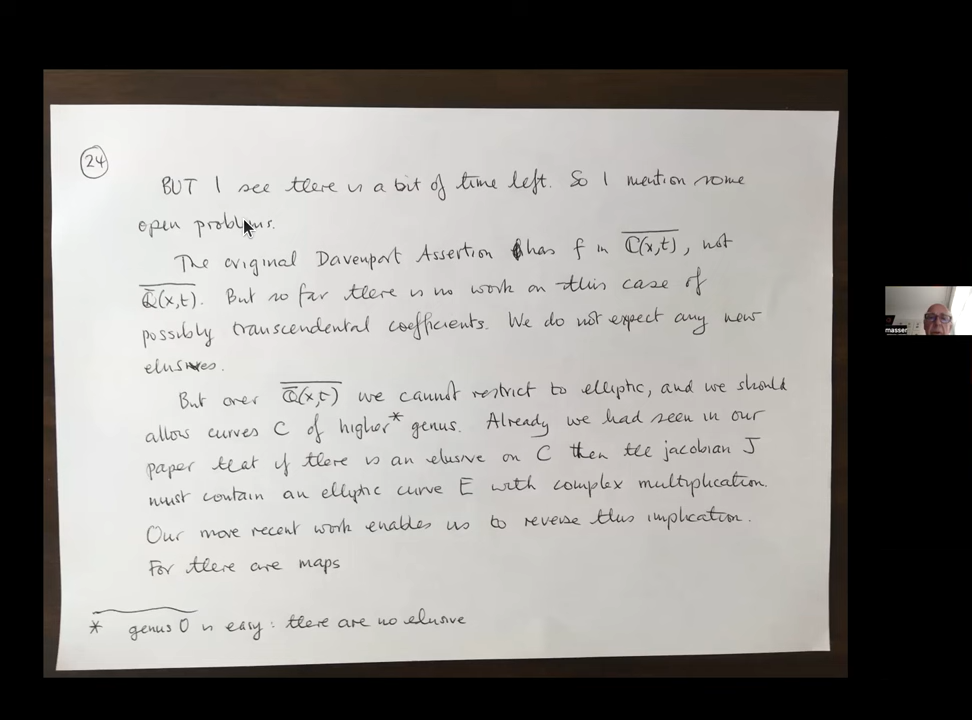 24
BUT I see there is a bit of time left. So I mention some
open problems.
The original Davenport Assertion has f in \overline{ℂ(x,t)}, not
\overline{ℚ̄(x,t)}. But so far there is no work on this case of
possibly transcendental coefficients. We do not expect any new
elusives.
But over \overline{ℚ̄(x,t)} we cannot restrict to elliptic, and we should
allow curves C of higher* genus. Already we had seen in our
paper that if there is an elusive on C then the jacobian J
must contain an elliptic curve E with complex multiplication.
Our more recent work enables us to reverse this implication.
For there are maps
* genus 0 is easy: there are no elusive
masser